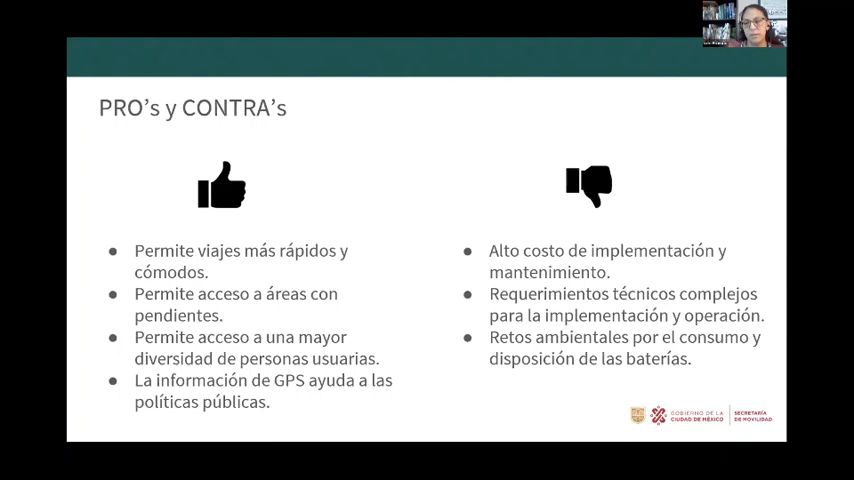 PRO's y CONTRA's
● Permite viajes más rápidos y
cómodos.
● Permite acceso a áreas con
pendientes.
● Permite acceso a una mayor
diversidad de personas usuarias.
● La información de GPS ayuda a las
políticas públicas.
● Alto costo de implementación y
mantenimiento.
● Requerimientos técnicos complejos
para la implementación y operación.
● Retos ambientales por el consumo y
disposición de las baterías.
GOBIERNO DE LA
CIUDAD DE MÉXICO
SECRETARÍA
DE MOVILIDAD